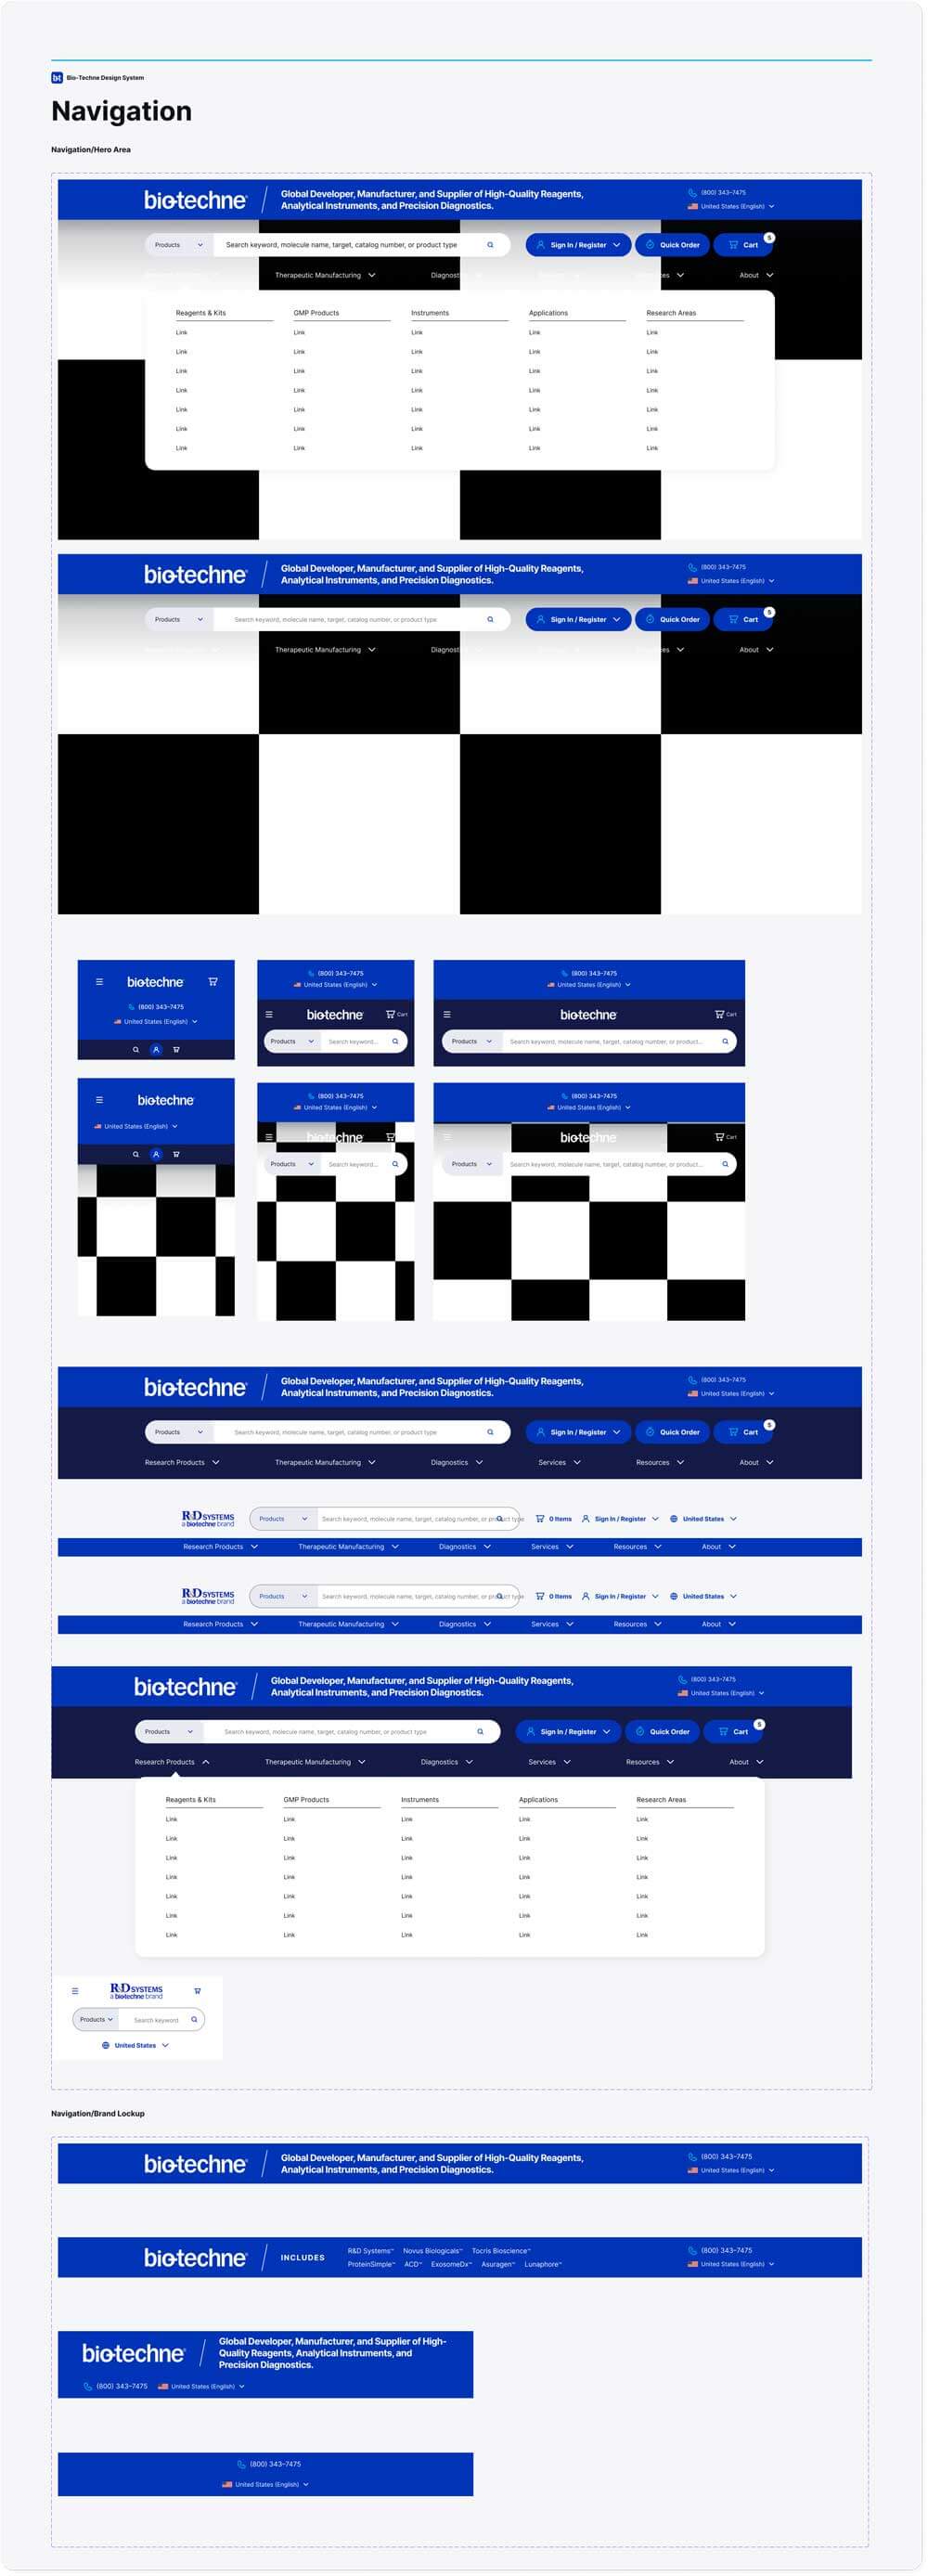 bt Bio-Techne Design System
Navigation
Navigation/Hero Area
bio-techne®
Global Developer, Manufacturer, and Supplier of High-Quality Reagents,
Analytical Instruments, and Precision Diagnostics.
(800) 343-7475
United States (English)
Products Search keyword, molecule name, target, catalog number, or product type Sign In / Register Quick Order Cart 5
Therapeutic Manufacturing Diagnost es About
Reagents & Kits GMP Products Instruments Applications Research Areas
Link Link Link Link Link
Link Link Link Link Link
Link Link Link Link Link
Link Link Link Link Link
Link Link Link Link Link
Link Link Link Link Link
Link Link Link Link Link
bio-techne®
Global Developer, Manufacturer, and Supplier of High-Quality Reagents,
Analytical Instruments, and Precision Diagnostics.
(800) 343-7475
United States (English)
Products Search keyword, molecule name, target, catalog number, or product type Sign In / Register Quick Order Cart 5
Therapeutic Manufacturing Diagnost es About
bio-techne
(800) 343-7475
United States (English)
(800) 343-7475
United States (English)
bio-techne Cart
Products Search keyword...
(800) 343-7475
United States (English)
bio-techne Cart
Products Search keyword, molecule name, target, catalog number, or product...
bio-techne
United States (English)
(800) 343-7475
United States (English)
bio-techne
Products Search keyword...
(800) 343-7475
United States (English)
bio-techne Cart
Products Search keyword, molecule name, target, catalog number, or product...
bio-techne®
Global Developer, Manufacturer, and Supplier of High-Quality Reagents,
Analytical Instruments, and Precision Diagnostics.
(800) 343-7475
United States (English)
Products Search keyword, molecule name, target, catalog number, or product type Sign In / Register Quick Order Cart 5
Research Products Therapeutic Manufacturing Diagnostics Services Resources About
R&D SYSTEMS
a biotechne brand
Products Search keyword, molecule name, target, catalog number, or product type 0 Items Sign In / Register United States
Research Products Therapeutic Manufacturing Diagnostics Services Resources About
R&D SYSTEMS
a biotechne brand
Products Search keyword, molecule name, target, catalog number, or product type 0 Items Sign In / Register United States
Research Products Therapeutic Manufacturing Diagnostics Services Resources About
bio-techne®
Global Developer, Manufacturer, and Supplier of High-Quality Reagents,
Analytical Instruments, and Precision Diagnostics.
(800) 343-7475
United States (English)
Products Search keyword, molecule name, target, catalog number, or product type Sign In / Register Quick Order Cart 5
Research Products Therapeutic Manufacturing Diagnostics Services Resources About
Reagents & Kits GMP Products Instruments Applications Research Areas
Link Link Link Link Link
Link Link Link Link Link
Link Link Link Link Link
Link Link Link Link Link
Link Link Link Link Link
Link Link Link Link Link
Link Link Link Link Link
R&D SYSTEMS
a biotechne brand
Products Search keyword
United States
Navigation/Brand Lockup
bio-techne®
Global Developer, Manufacturer, and Supplier of High-Quality Reagents,
Analytical Instruments, and Precision Diagnostics.
(800) 343-7475
United States (English)
bio-techne®
INCLUDES
R&D Systems™ Novus Biologicals™ Tocris Bioscience™
ProteinSimple™ ACD™ ExosomeDx™ Asuragen™ Lunaphore™
(800) 343-7475
United States (English)
bio-techne®
Global Developer, Manufacturer, and Supplier of High-
Quality Reagents, Analytical Instruments, and
Precision Diagnostics.
(800) 343-7475 United States (English)
(800) 343-7475
United States (English)